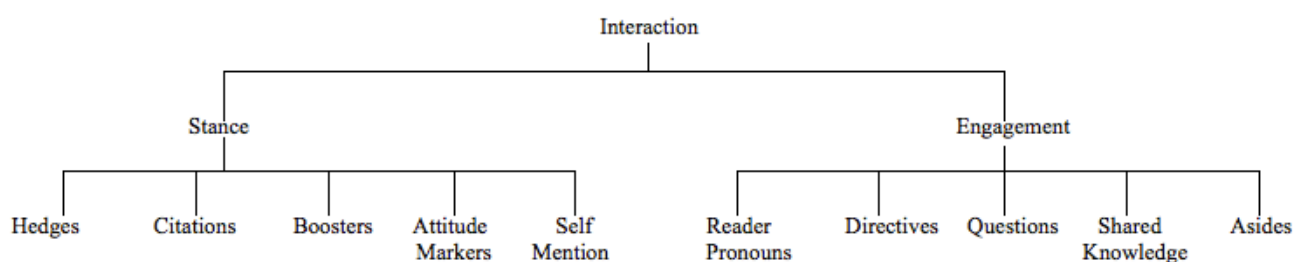 Interaction
Stance Engagement
Hedges Citations Boosters Attitude Markers Self Mention Reader Pronouns Directives Questions Shared Knowledge Asides